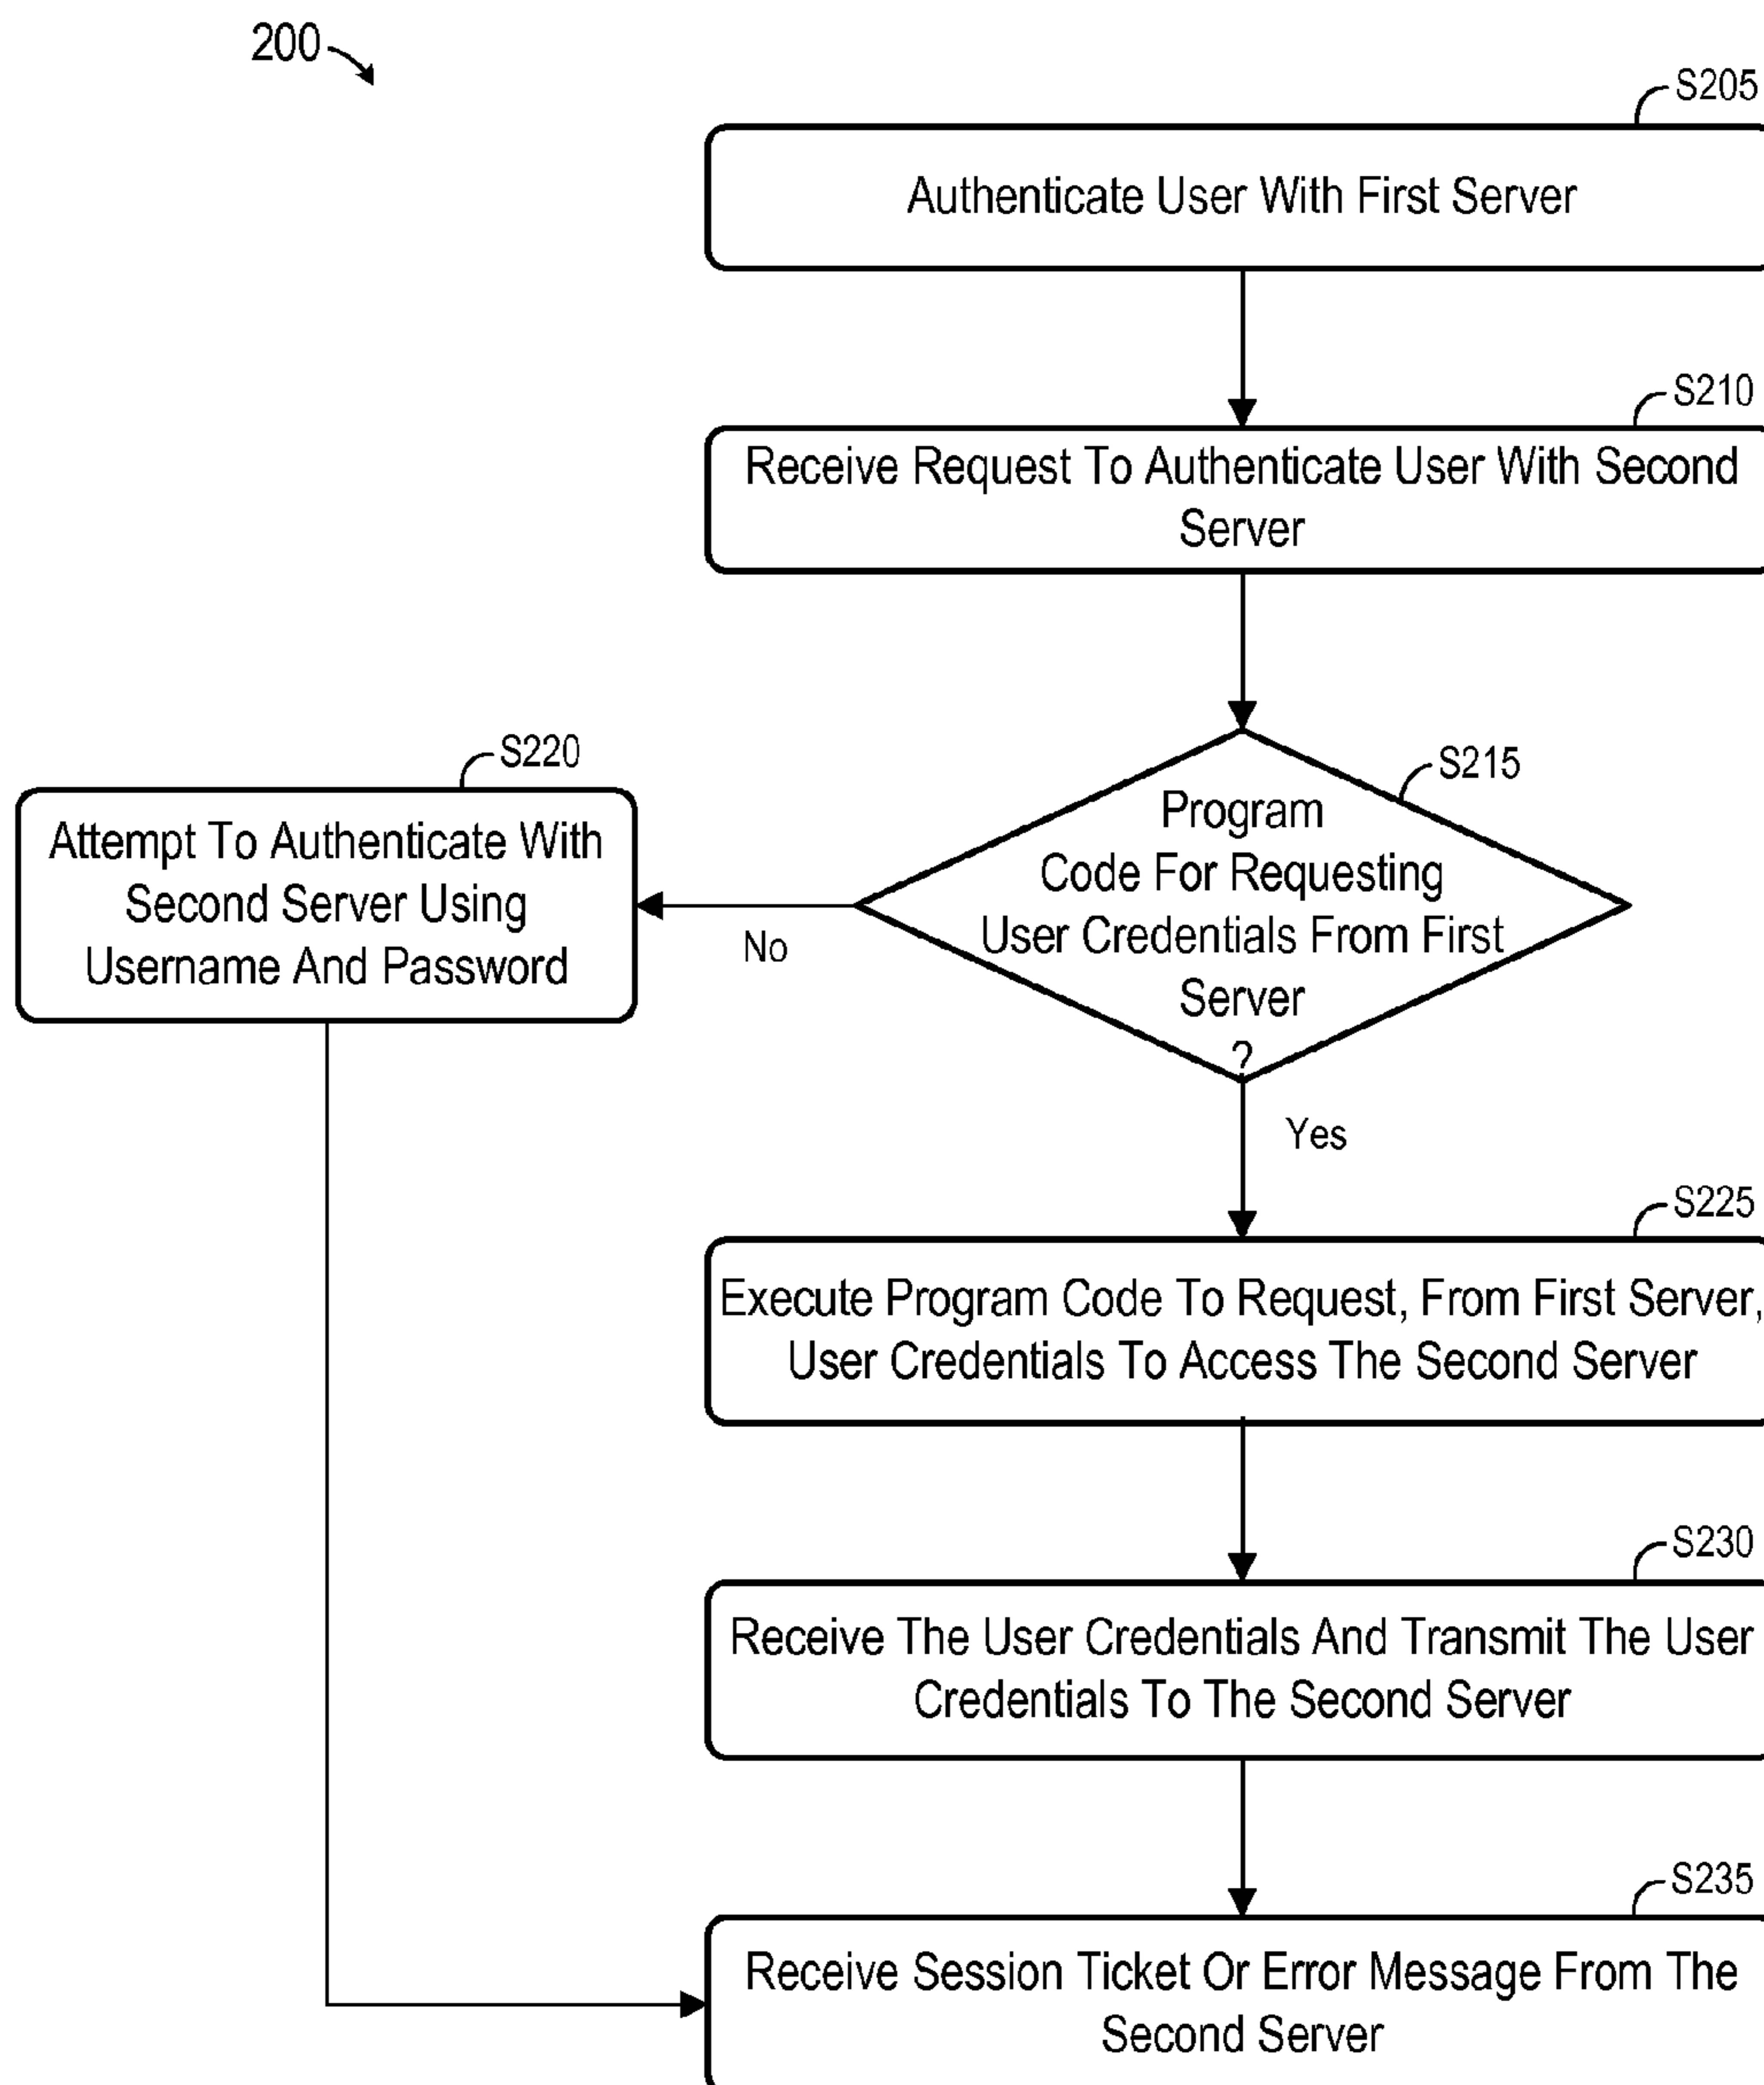 200
S205
Authenticate User With First Server
S210
Receive Request To Authenticate User With Second
Server
S215
Program
Code For Requesting
User Credentials From First
Server
?
S220
Attempt To Authenticate With
Second Server Using
Username And Password
No
Yes
S225
Execute Program Code To Request, From First Server,
User Credentials To Access The Second Server
S230
Receive The User Credentials And Transmit The User
Credentials To The Second Server
S235
Receive Session Ticket Or Error Message From The
Second Server